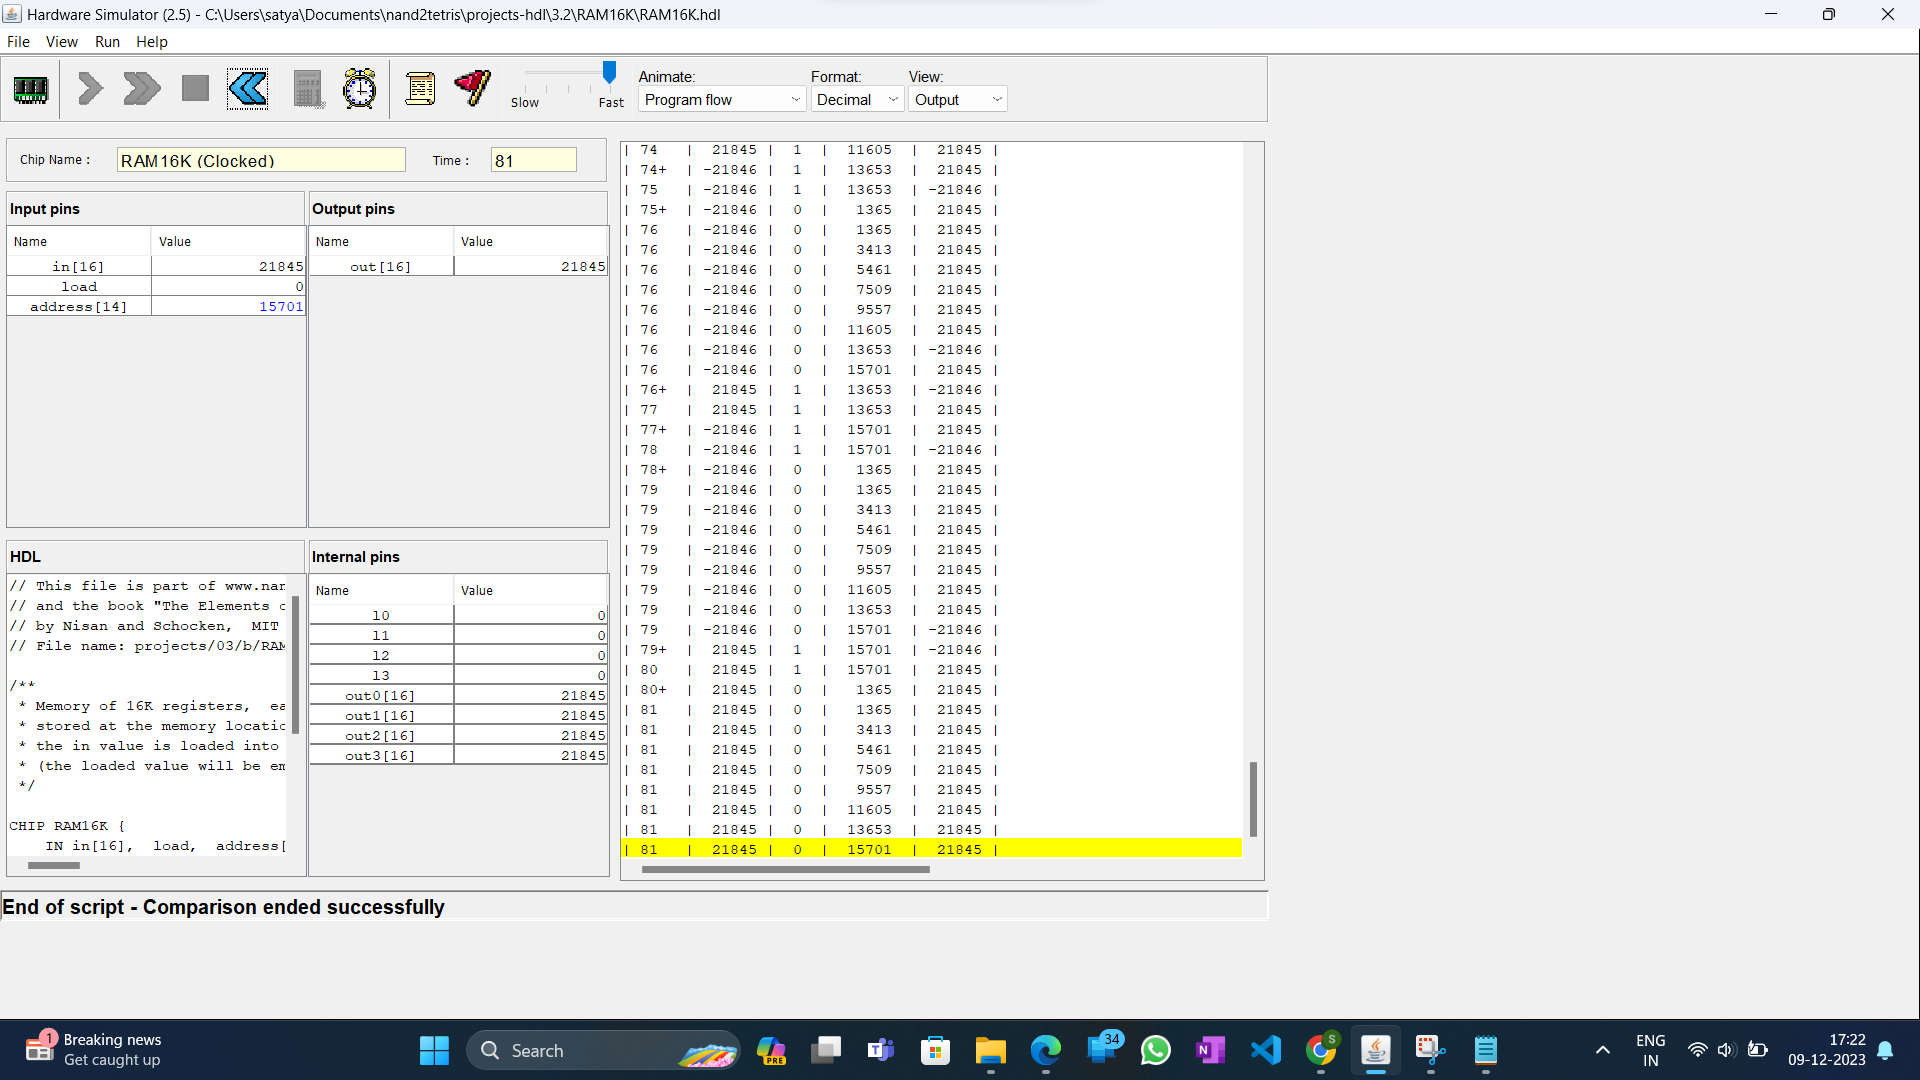 Hardware Simulator (2.5) - C:\Users\satya\Documents\nand2tetris\projects-hdl\3.2\RAM16K\RAM16K.hdl
File View Run Help
Slow Fast
Animate: Format: View:
Program flow Decimal Output
Chip Name : RAM16K (Clocked) Time : 81
Input pins
Name Value
in[16] 21845
load 0
address[14] 15701
Output pins
Name Value
out[16] 21845
HDL
// This file is part of www.nan
// and the book "The Elements o
// by Nisan and Schocken, MIT
// File name: projects/03/b/RAM
/**
* Memory of 16K registers, ea
* stored at the memory locatio
* the in value is loaded into
* (the loaded value will be em
*/
CHIP RAM16K {
IN in[16], load, address[
Internal pins
Name Value
l0 0
l1 0
l2 0
l3 0
out0[16] 21845
out1[16] 21845
out2[16] 21845
out3[16] 21845
| 74 | 21845 | 1 | 11605 | 21845 |
| 74+ | -21846 | 1 | 13653 | 21845 |
| 75 | -21846 | 1 | 13653 | -21846 |
| 75+ | -21846 | 0 | 1365 | 21845 |
| 76 | -21846 | 0 | 1365 | 21845 |
| 76 | -21846 | 0 | 3413 | 21845 |
| 76 | -21846 | 0 | 5461 | 21845 |
| 76 | -21846 | 0 | 7509 | 21845 |
| 76 | -21846 | 0 | 9557 | 21845 |
| 76 | -21846 | 0 | 11605 | 21845 |
| 76 | -21846 | 0 | 13653 | -21846 |
| 76 | -21846 | 0 | 15701 | 21845 |
| 76+ | 21845 | 1 | 13653 | -21846 |
| 77 | 21845 | 1 | 13653 | 21845 |
| 77+ | -21846 | 1 | 15701 | 21845 |
| 78 | -21846 | 1 | 15701 | -21846 |
| 78+ | -21846 | 0 | 1365 | 21845 |
| 79 | -21846 | 0 | 1365 | 21845 |
| 79 | -21846 | 0 | 3413 | 21845 |
| 79 | -21846 | 0 | 5461 | 21845 |
| 79 | -21846 | 0 | 7509 | 21845 |
| 79 | -21846 | 0 | 9557 | 21845 |
| 79 | -21846 | 0 | 11605 | 21845 |
| 79 | -21846 | 0 | 13653 | 21845 |
| 79 | -21846 | 0 | 15701 | -21846 |
| 79+ | 21845 | 1 | 15701 | -21846 |
| 80 | 21845 | 1 | 15701 | 21845 |
| 80+ | 21845 | 0 | 1365 | 21845 |
| 81 | 21845 | 0 | 1365 | 21845 |
| 81 | 21845 | 0 | 3413 | 21845 |
| 81 | 21845 | 0 | 5461 | 21845 |
| 81 | 21845 | 0 | 7509 | 21845 |
| 81 | 21845 | 0 | 9557 | 21845 |
| 81 | 21845 | 0 | 11605 | 21845 |
| 81 | 21845 | 0 | 13653 | 21845 |
| 81 | 21845 | 0 | 15701 | 21845 |
End of script - Comparison ended successfully
1 Breaking news
Get caught up
Search
PRE
34
N
S
ENG
IN
17:22
09-12-2023